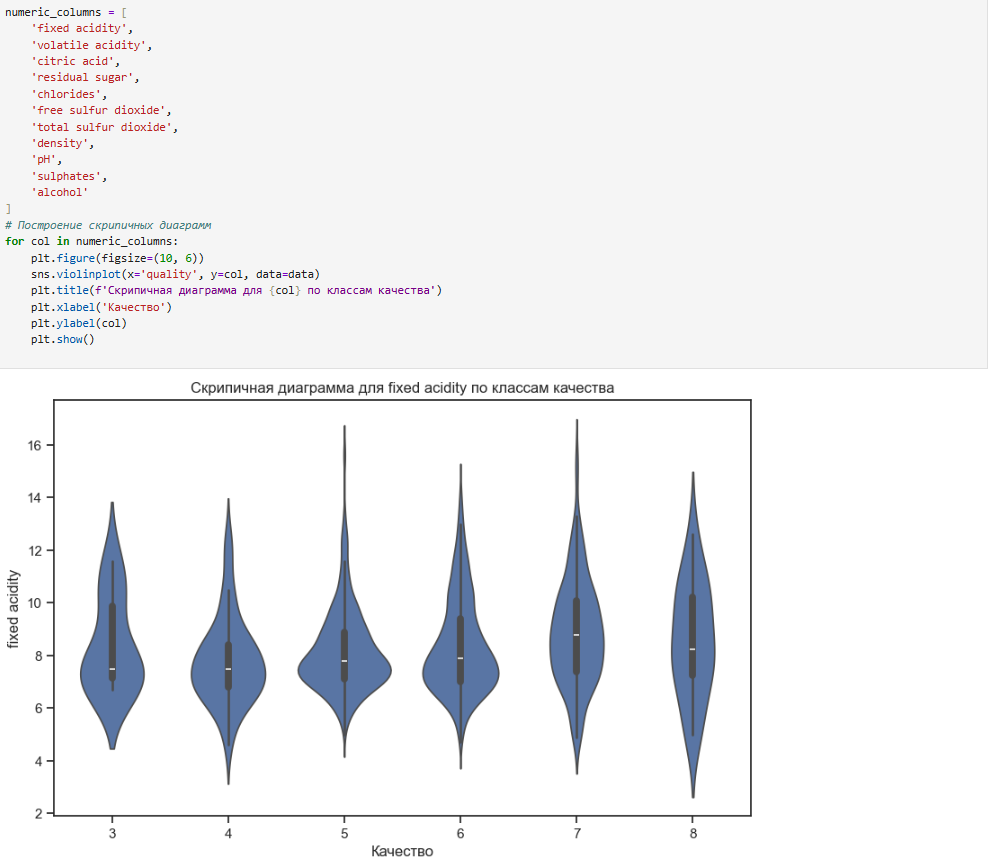 numeric_columns = [
    'fixed acidity',
    'volatile acidity',
    'citric acid',
    'residual sugar',
    'chlorides',
    'free sulfur dioxide',
    'total sulfur dioxide',
    'density',
    'pH',
    'sulphates',
    'alcohol'
]
# Построение скрипичных диаграмм
for col in numeric_columns:
    plt.figure(figsize=(10, 6))
    sns.violinplot(x='quality', y=col, data=data)
    plt.title(f'Скрипичная диаграмма для {col} по классам качества')
    plt.xlabel('Качество')
    plt.ylabel(col)
    plt.show()
Скрипичная диаграмма для fixed acidity по классам качества
fixed acidity
16
14
12
10
8
6
4
2
3 4 5 6 7 8
Качество